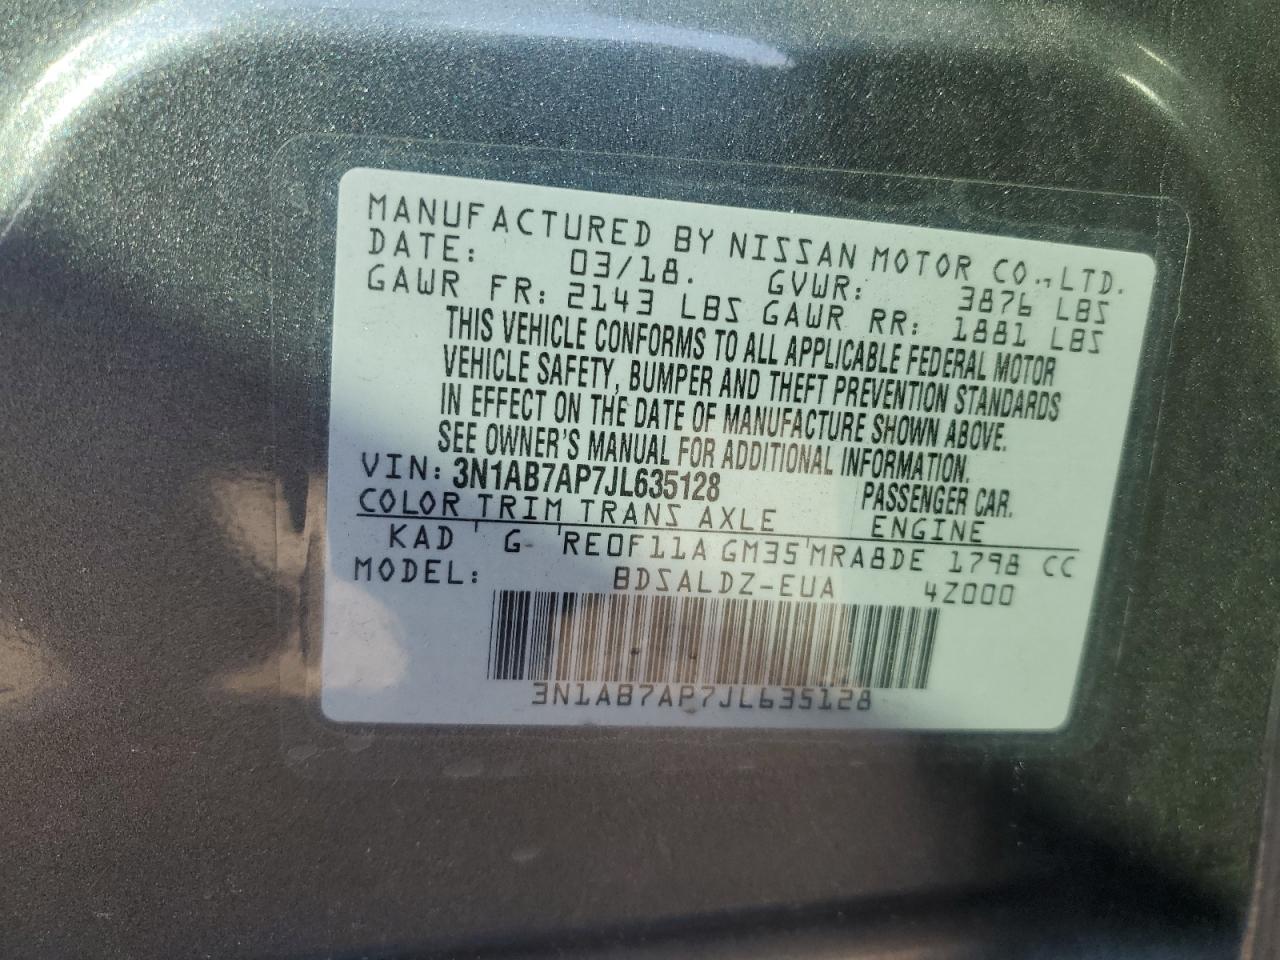 MANUFACTURED BY NISSAN MOTOR CO.,LTD.
DATE: 03/18. GVWR: 3876 LBS
GAWR FR: 2143 LBS GAWR RR: 1881 LBS
THIS VEHICLE CONFORMS TO ALL APPLICABLE FEDERAL MOTOR
VEHICLE SAFETY, BUMPER AND THEFT PREVENTION STANDARDS
IN EFFECT ON THE DATE OF MANUFACTURE SHOWN ABOVE.
SEE OWNER'S MANUAL FOR ADDITIONAL INFORMATION.
VIN: 3N1AB7AP7JL635128 PASSENGER CAR.
COLOR TRIM TRANS AXLE ENGINE
KAD G RE0F11A GM35 MRA8DE 1798 CC
MODEL: BDSALDZ-EUA 4Z000
3N1AB7AP7JL635128